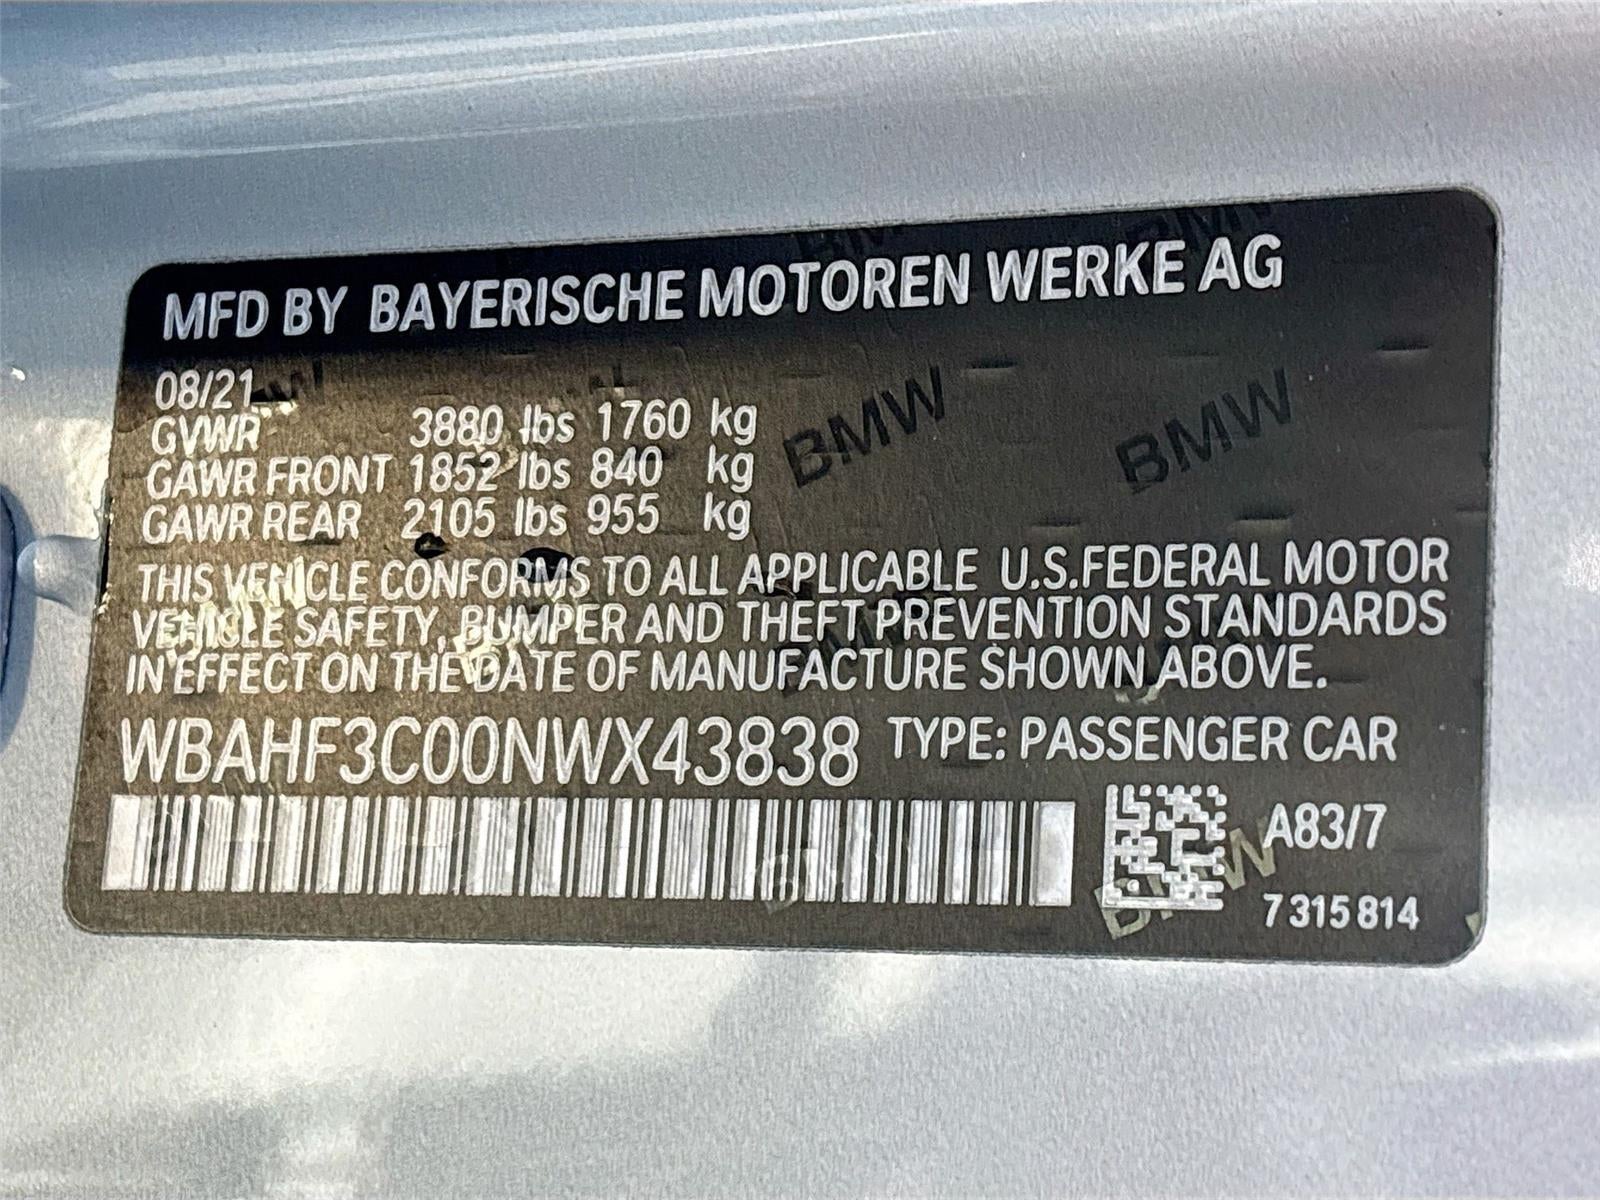 MFD BY BAYERISCHE MOTOREN WERKE AG
08/21
GVWR 3880 lbs 1760 kg
GAWR FRONT 1852 lbs 840 kg
GAWR REAR 2105 lbs 955 kg
THIS VEHICLE CONFORMS TO ALL APPLICABLE U.S.FEDERAL MOTOR
VEHICLE SAFETY, BUMPER AND THEFT PREVENTION STANDARDS
IN EFFECT ON THE DATE OF MANUFACTURE SHOWN ABOVE.
WBAHF3C00NWX43838 TYPE: PASSENGER CAR
A83/7
7 315 814
BMW
BMW
BMW